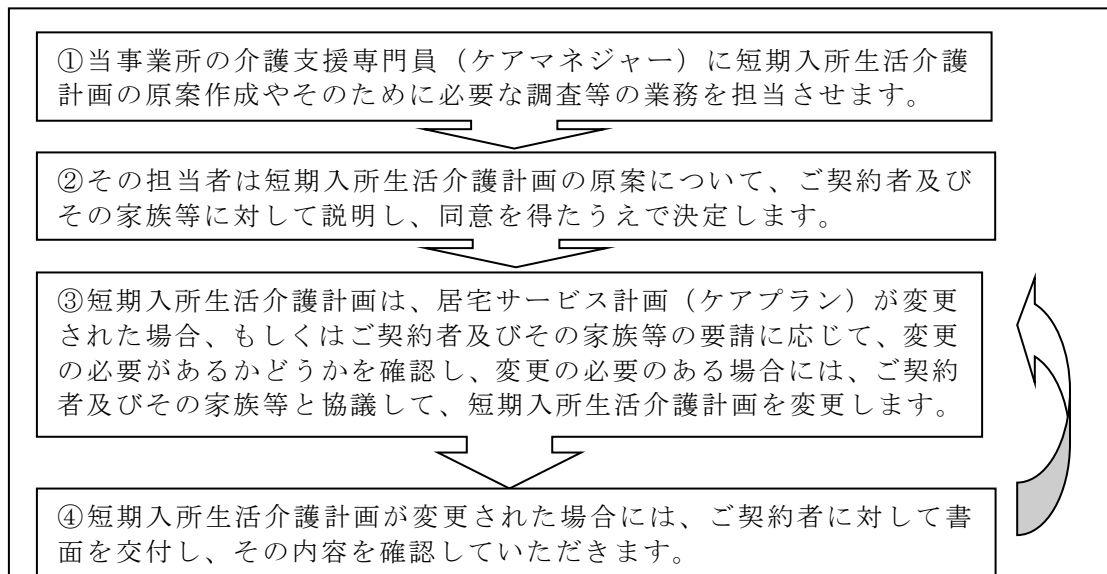 ①当事業所の介護支援専門員（ケアマネジャー）に短期入所生活介護
計画の原案作成やそのために必要な調査等の業務を担当させます。
②その担当者は短期入所生活介護計画の原案について、ご契約者及び
その家族等に対して説明し、同意を得たうえで決定します。
③短期入所生活介護計画は、居宅サービス計画（ケアプラン）が変更
された場合、もしくはご契約者及びその家族等の要請に応じて、変更
の必要があるかどうかを確認し、変更の必要のある場合には、ご契約
者及びその家族等と協議して、短期入所生活介護計画を変更します。
④短期入所生活介護計画が変更された場合には、ご契約者に対して書
面を交付し、その内容を確認していただきます。